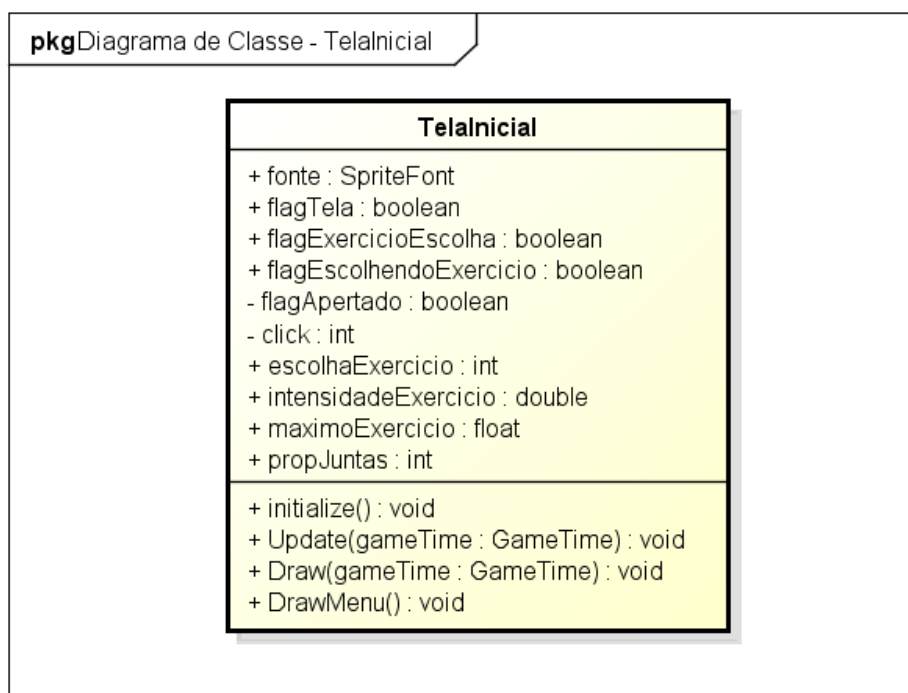 pkgDiagrama de Classe - TelaInicial
TelaInicial
+ fonte : SpriteFont
+ flagTela : boolean
+ flagExercicioEscolha : boolean
+ flagEscolhendoExercicio : boolean
- flagApertado : boolean
- click : int
+ escolhaExercicio : int
+ intensidadeExercicio : double
+ maximoExercicio : float
+ propJuntas : int
+ initialize() : void
+ Update(gameTime : GameTime) : void
+ Draw(gameTime : GameTime) : void
+ DrawMenu() : void